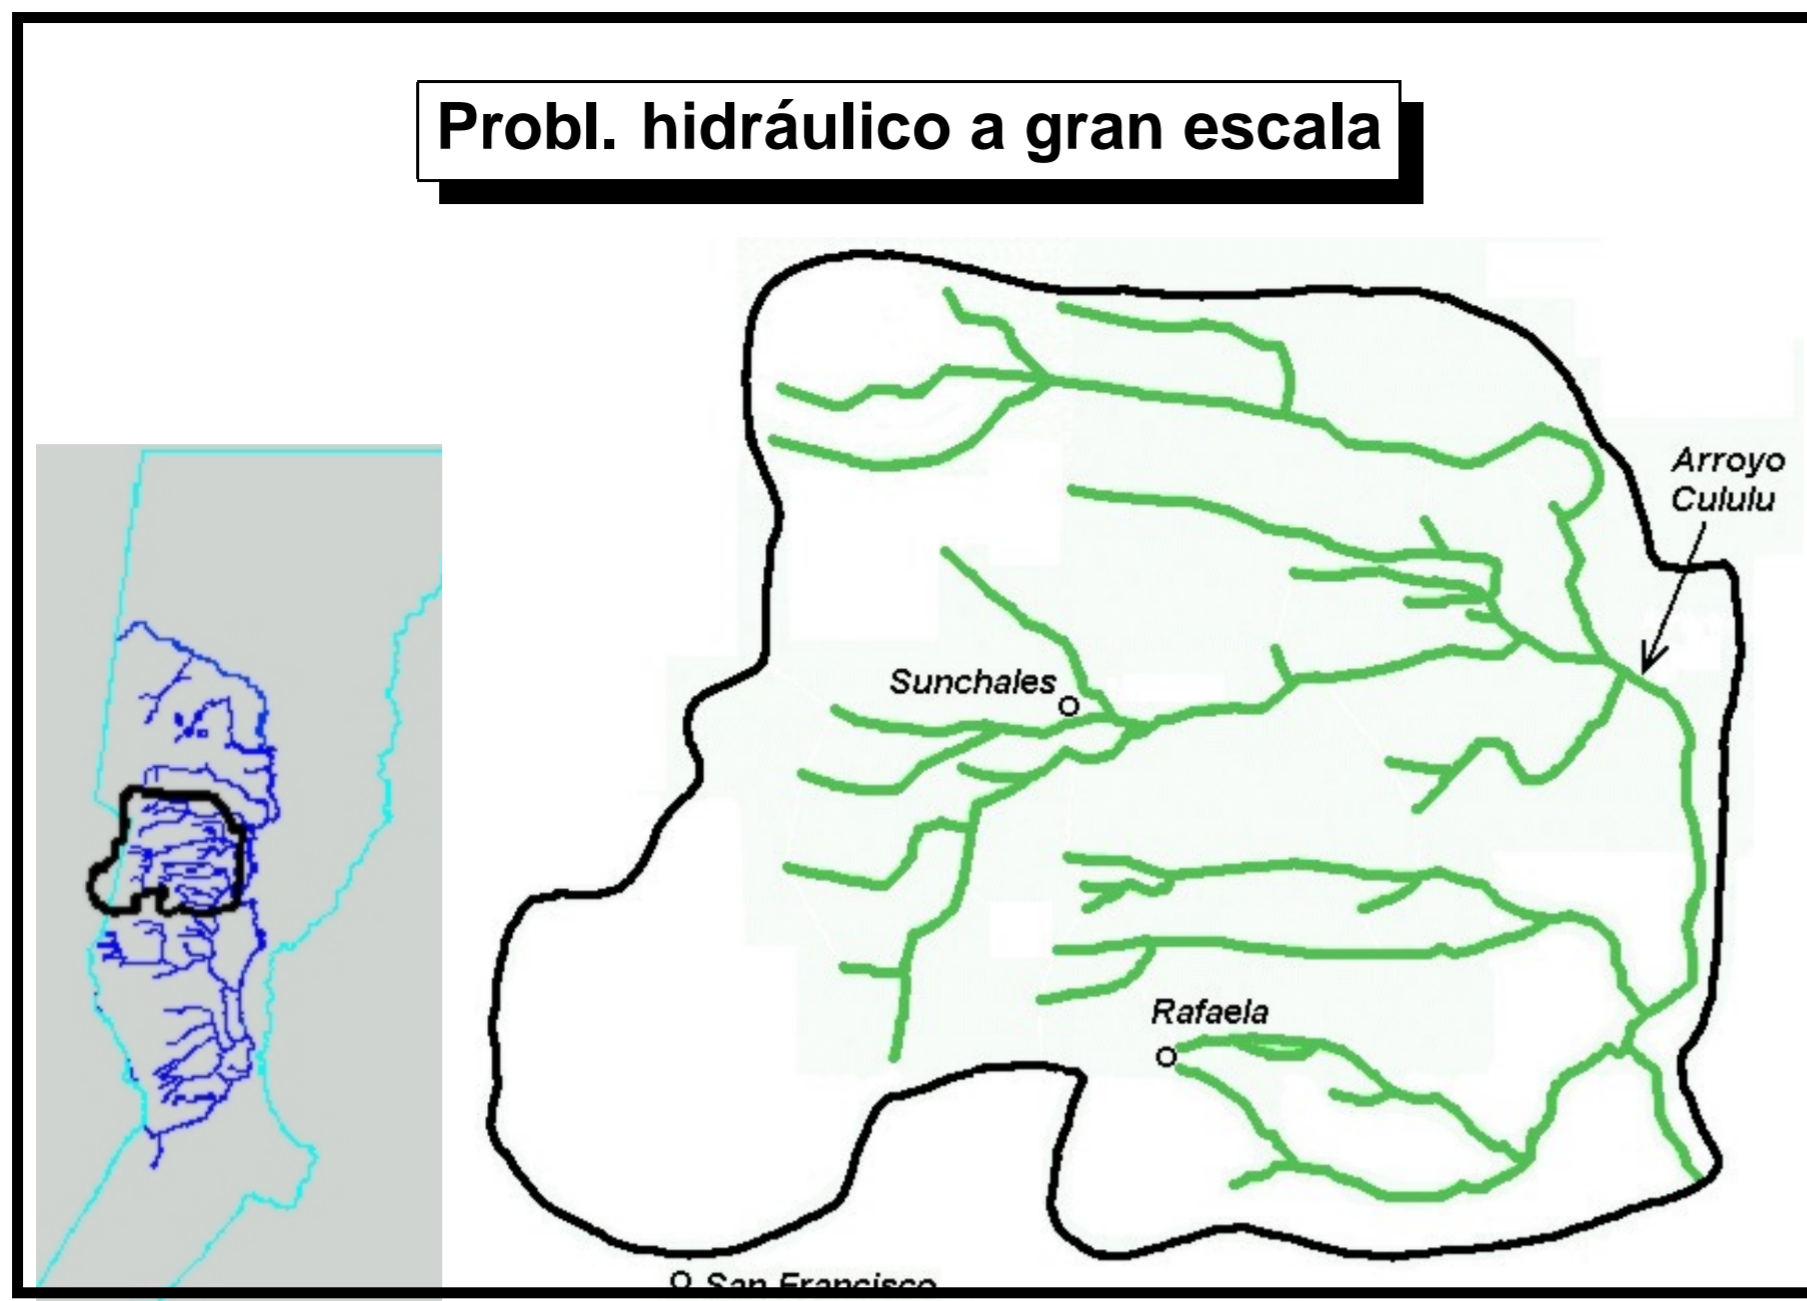 Probl. hidráulico a gran escala
Arroyo
Cululu
Sunchales
Rafaela
San Francisco